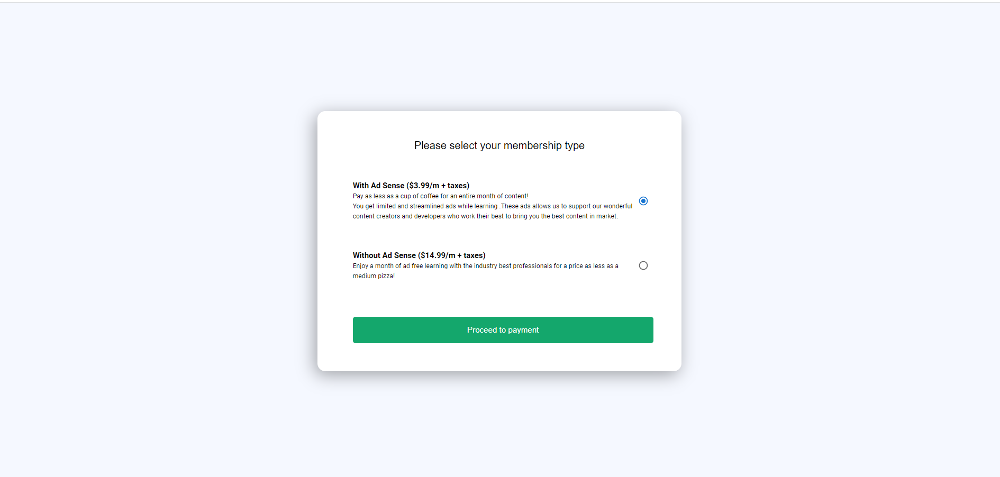 Please select your membership type
With Ad Sense ($3.99/m + taxes)
Pay as less as a cup of coffee for an entire month of content!
You get limited and streamlined ads while learning .These ads allows us to support our wonderful
content creators and developers who work their best to bring you the best content in market.
Without Ad Sense ($14.99/m + taxes)
Enjoy a month of ad free learning with the industry best professionals for a price as less as a
medium pizza!
Proceed to payment